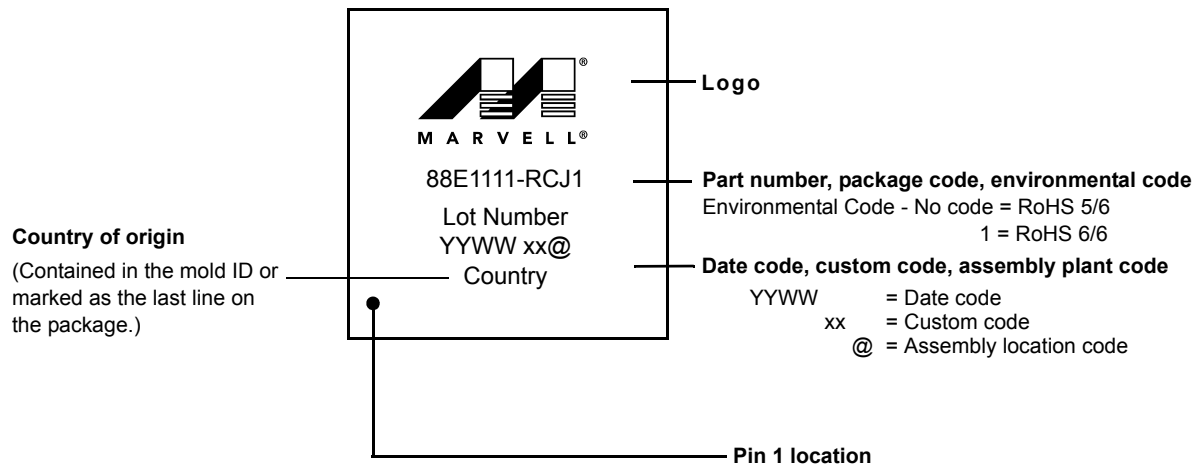 ®
MARVELL®
88E1111-RCJ1
Lot Number
YYWW xx@
Country
Logo
Part number, package code, environmental code
Environmental Code - No code = RoHS 5/6
1 = RoHS 6/6
Country of origin
(Contained in the mold ID or
marked as the last line on
the package.)
Date code, custom code, assembly plant code
YYWW = Date code
xx = Custom code
@ = Assembly location code
Pin 1 location